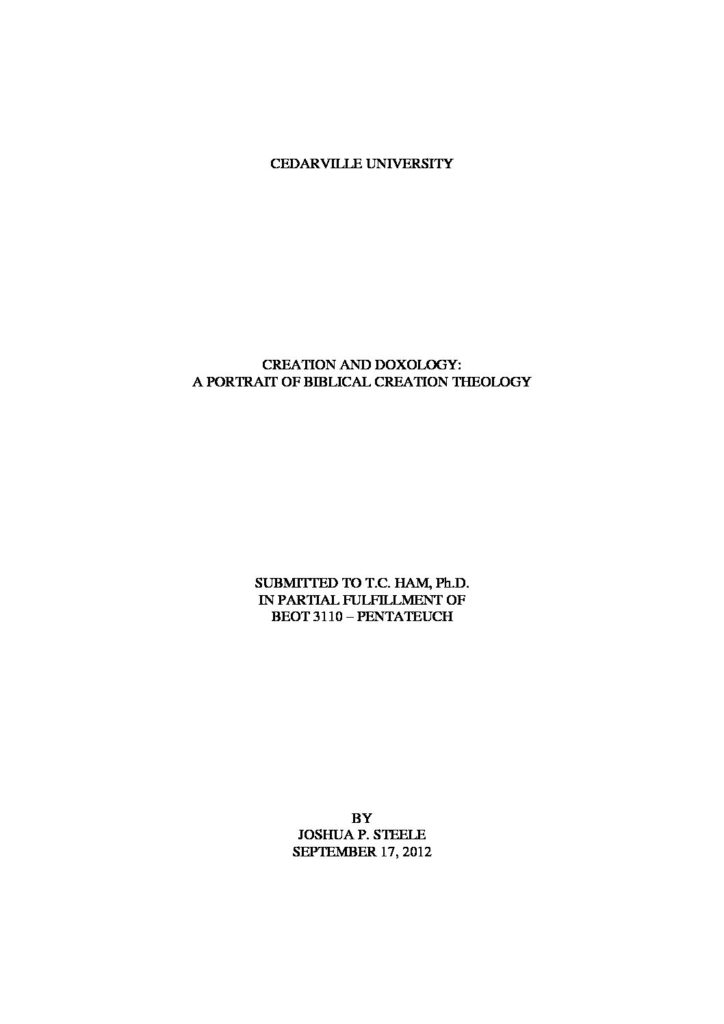 CEDARVILLE UNIVERSITY
CREATION AND DOXOLOGY:
A PORTRAIT OF BIBLICAL CREATION THEOLOGY
SUBMITTED TO T.C. HAM, Ph.D.
IN PARTIAL FULFILLMENT OF
BEOT 3110 – PENTATEUCH
BY
JOSHUA P. STEELE
SEPTEMBER 17, 2012